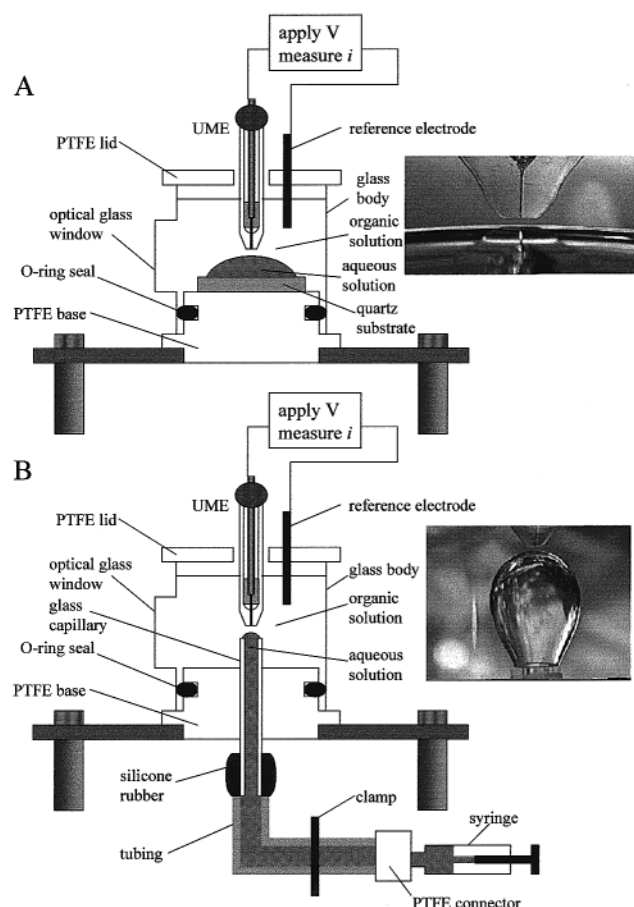 apply V
measure i
A
UME
PTFE lid
reference electrode
glass
body
optical glass
window
organic
solution
aqueous
solution
O-ring seal
quartz
substrate
PTFE base
apply V
measure i
B
UME
reference electrode
PTFE lid
optical glass
window
glass body
glass
capillary
organic
solution
O-ring seal
aqueous
solution
PTFE base
silicone
rubber
clamp
syringe
tubing
PTFE connector